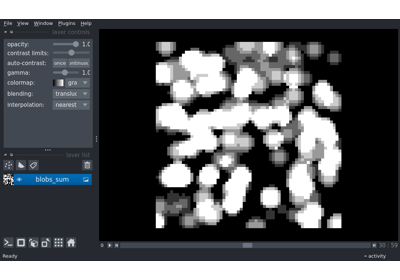 File View Window Plugins Help
layer controls
opacity: 1.0
contrast limits:
auto-contrast: once continuous
gamma: 1.0
colormap: gra
blending: transluc
interpolation: nearest
layer list
blobs_sum
0 30 59
Ready activity